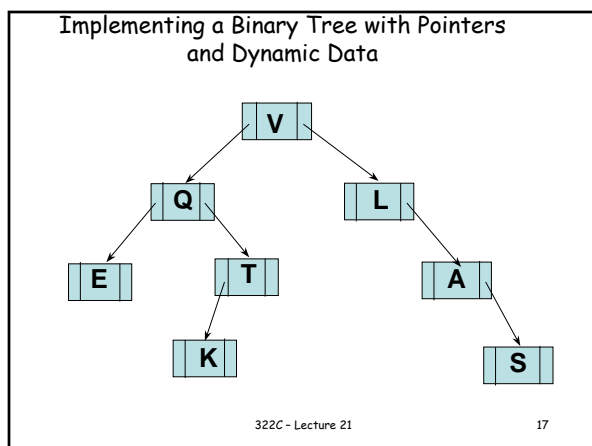 Implementing a Binary Tree with Pointers
and Dynamic Data
V
Q
L
E
T
A
K
S
322C – Lecture 21
17